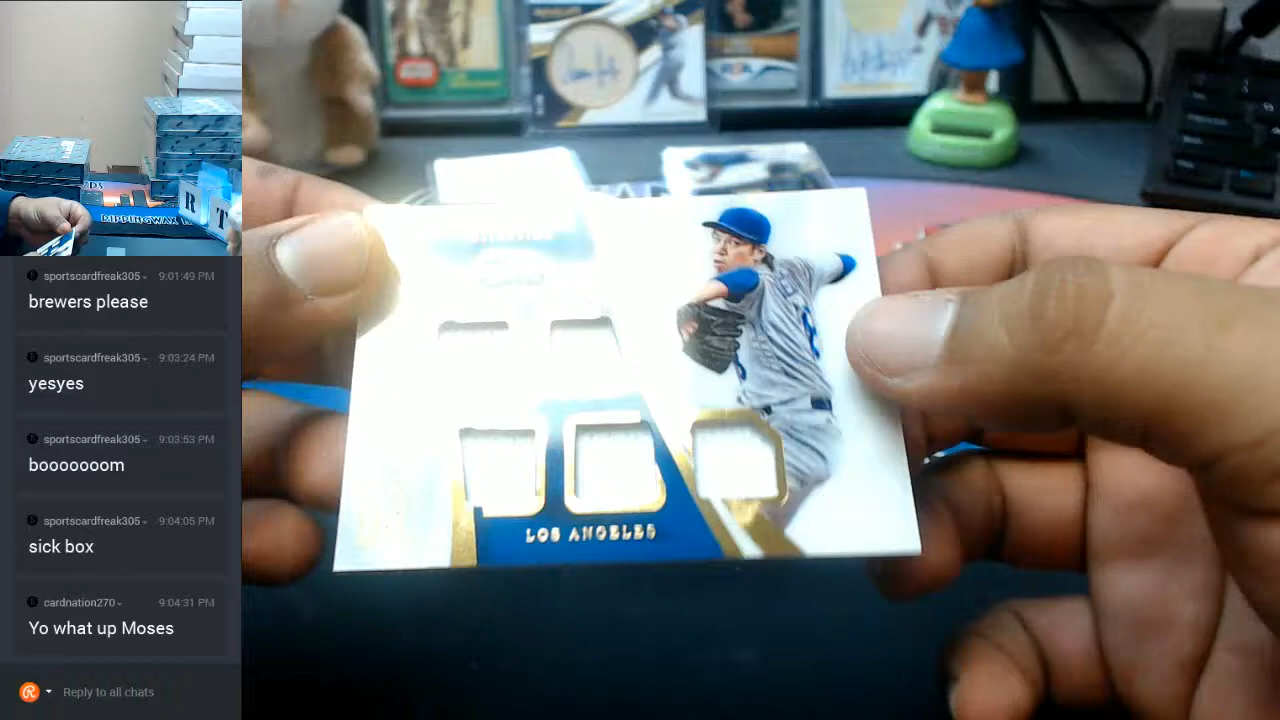 RIPPINGWAX
R T
sportscardfreak305 9:01:49 PM
brewers please
sportscardfreak305 9:03:24 PM
yesyes
sportscardfreak305 9:03:53 PM
booooooom
sportscardfreak305 9:04:05 PM
sick box
cardnation270 9:04:31 PM
Yo what up Moses
Reply to all chats
LOS ANGELES